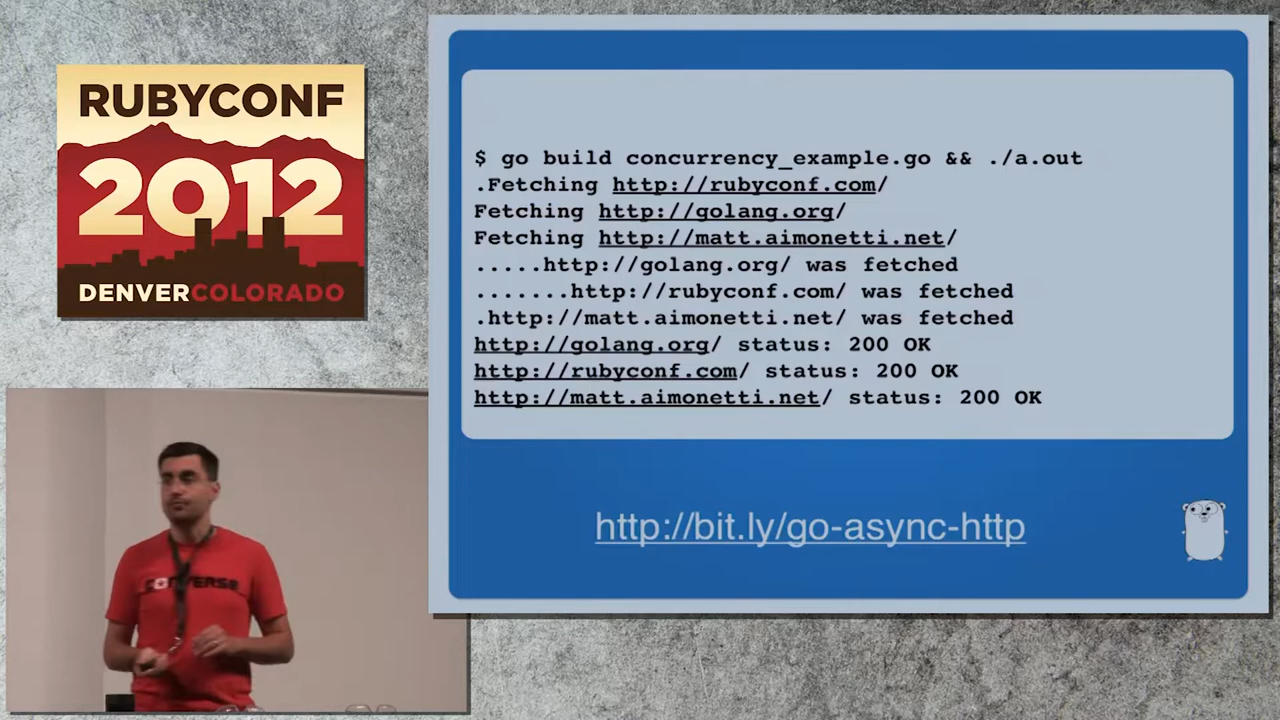 RUBYCONF
2012
DENVERCOLORADO
$ go build concurrency_example.go && ./a.out
.Fetching http://rubyconf.com/
Fetching http://golang.org/
Fetching http://matt.aimonetti.net/
.....http://golang.org/ was fetched
.......http://rubyconf.com/ was fetched
.http://matt.aimonetti.net/ was fetched
http://golang.org/ status: 200 OK
http://rubyconf.com/ status: 200 OK
http://matt.aimonetti.net/ status: 200 OK
http://bit.ly/go-async-http
CONVERSE